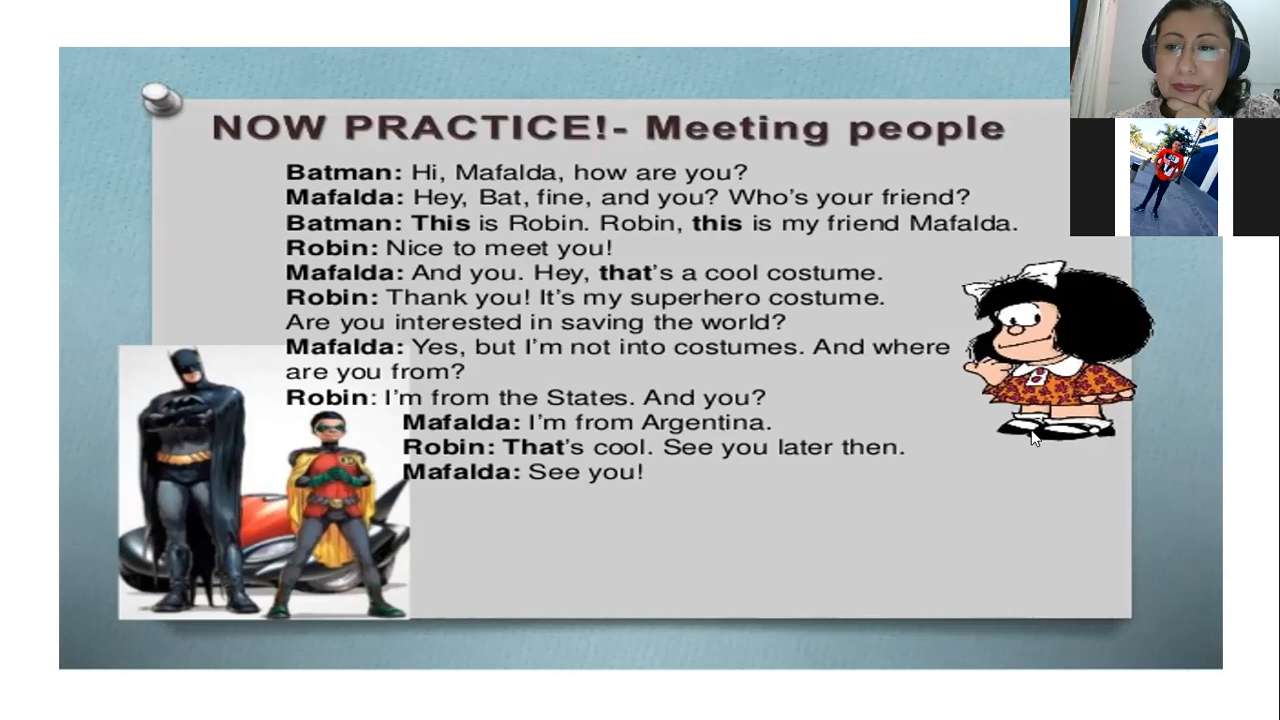 NOW PRACTICE!- Meeting people
Batman: Hi, Mafalda, how are you?
Mafalda: Hey, Bat, fine, and you? Who's your friend?
Batman: This is Robin. Robin, this is my friend Mafalda.
Robin: Nice to meet you!
Mafalda: And you. Hey, that's a cool costume.
Robin: Thank you! It's my superhero costume.
Are you interested in saving the world?
Mafalda: Yes, but I'm not into costumes. And where
are you from?
Robin: I'm from the States. And you?
Mafalda: I'm from Argentina.
Robin: That's cool. See you later then.
Mafalda: See you!